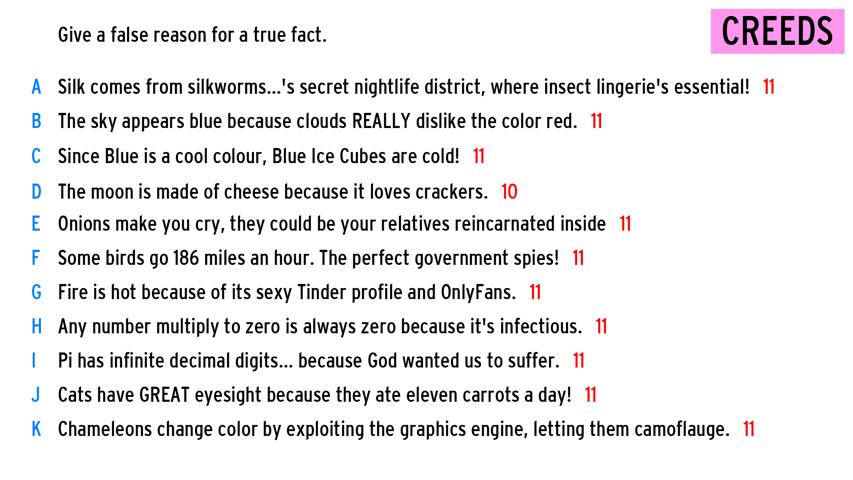 Give a false reason for a true fact.
CREEDS
A Silk comes from silkworms...'s secret nightlife district, where insect lingerie's essential! 11
B The sky appears blue because clouds REALLY dislike the color red. 11
C Since Blue is a cool colour, Blue Ice Cubes are cold! 11
D The moon is made of cheese because it loves crackers. 10
E Onions make you cry, they could be your relatives reincarnated inside 11
F Some birds go 186 miles an hour. The perfect government spies! 11
G Fire is hot because of its sexy Tinder profile and OnlyFans. 11
H Any number multiply to zero is always zero because it's infectious. 11
I Pi has infinite decimal digits... because God wanted us to suffer. 11
J Cats have GREAT eyesight because they ate eleven carrots a day! 11
K Chameleons change color by exploiting the graphics engine, letting them camoflauge. 11